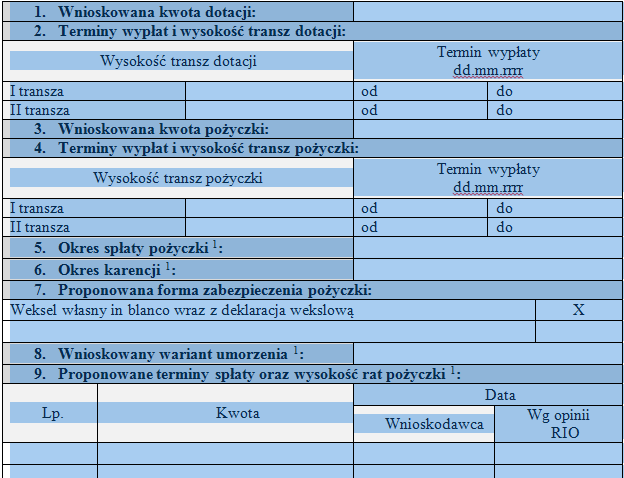 1. Wnioskowana kwota dotacji:
2. Terminy wypłat i wysokość transz dotacji:
Wysokość transz dotacji
Termin wypłaty
dd.mm.rrrr
I transza od do
II transza od do
3. Wnioskowana kwota pożyczki:
4. Terminy wypłat i wysokość transz pożyczki:
Wysokość transz pożyczki
Termin wypłaty
dd.mm.rrrr
I transza od do
II transza od do
5. Okres spłaty pożyczki 1:
6. Okres karencji 1:
7. Proponowana forma zabezpieczenia pożyczki:
Weksel własny in blanco wraz z deklaracja wekslową X
8. Wnioskowany wariant umorzenia 1:
9. Proponowane terminy spłaty oraz wysokość rat pożyczki 1:
Lp. Kwota
Data
Wnioskodawca
Wg opinii
RIO